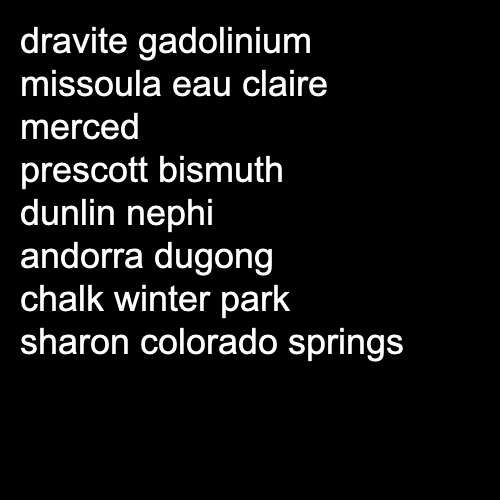 dravite gadolinium
missoula eau claire
merced
prescott bismuth
dunlin nephi
andorra dugong
chalk winter park
sharon colorado springs